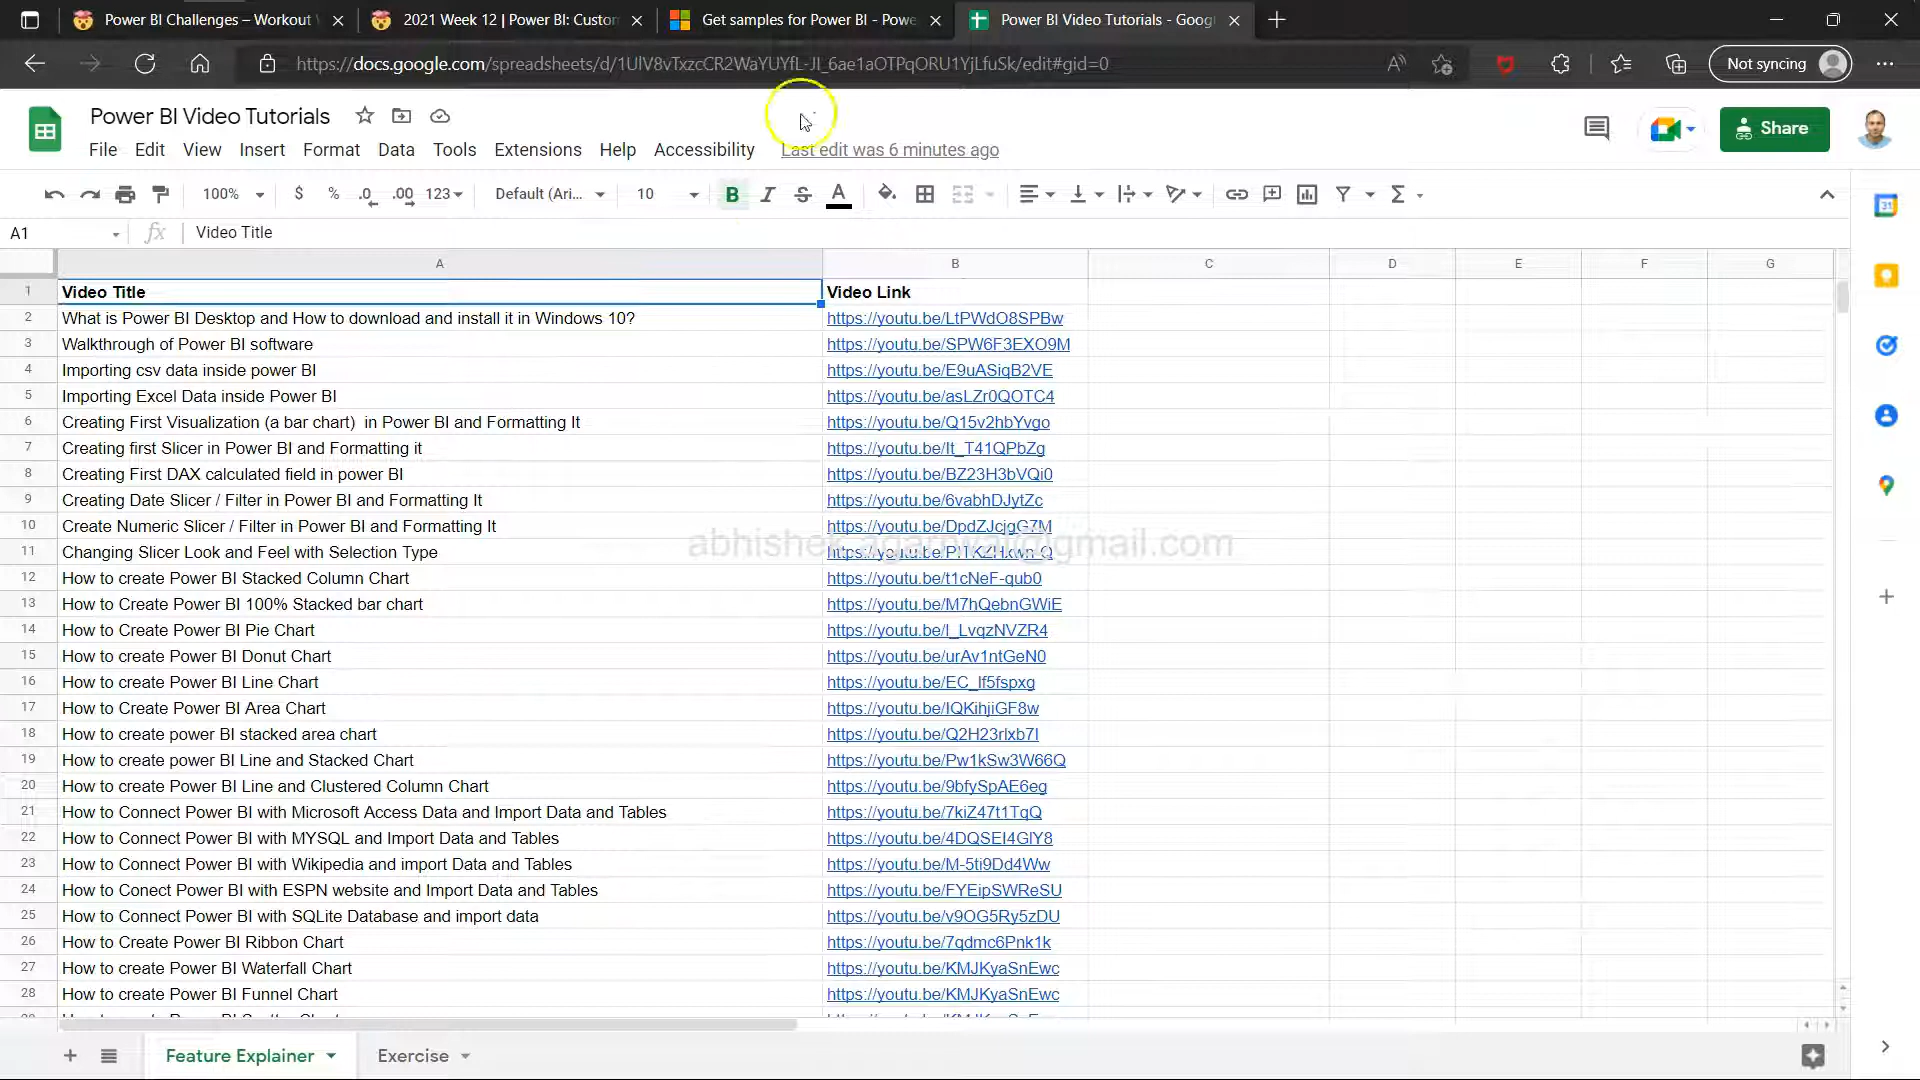 Power BI Challenges – Workout
2021 Week 12 | Power BI: Custom
Get samples for Power BI - Powe
Power BI Video Tutorials - Goog
https://docs.google.com/spreadsheets/d/1UlV8vTxzcCR2WaYUYfL-Jl_6ae1aOTPqORU1YjLfuSk/edit#gid=0
Not syncing
Power BI Video Tutorials
File Edit View Insert Format Data Tools Extensions Help Accessibility Last edit was 6 minutes ago
Share
100% $ % .0 .00 123 Default (Ari... 10 B I S A
A1 fx Video Title
A B C D E F G
1 Video Title Video Link
2 What is Power BI Desktop and How to download and install it in Windows 10? https://youtu.be/LtPWdO8SPBw
3 Walkthrough of Power BI software https://youtu.be/SPW6F3EXO9M
4 Importing csv data inside power BI https://youtu.be/E9uASiqB2VE
5 Importing Excel Data inside Power BI https://youtu.be/asLZr0QOTC4
6 Creating First Visualization (a bar chart) in Power BI and Formatting It https://youtu.be/Q15v2hbYvgo
7 Creating first Slicer in Power BI and Formatting it https://youtu.be/It_T41QPbZg
8 Creating First DAX calculated field in power BI https://youtu.be/BZ23H3bVQi0
9 Creating Date Slicer / Filter in Power BI and Formatting It https://youtu.be/6vabhDJytZc
10 Create Numeric Slicer / Filter in Power BI and Formatting It https://youtu.be/DpdZJcjgG7M
abhishek.agarrwal@gmail.com
11 Changing Slicer Look and Feel with Selection Type
12 How to create Power BI Stacked Column Chart https://youtu.be/t1cNeF-qub0
13 How to Create Power BI 100% Stacked bar chart https://youtu.be/M7hQebnGWiE
14 How to Create Power BI Pie Chart https://youtu.be/l_LvqzNVZR4
15 How to create Power BI Donut Chart https://youtu.be/urAv1ntGeN0
16 How to create Power BI Line Chart https://youtu.be/EC_lf5fspxg
17 How to Create Power BI Area Chart https://youtu.be/IQKihjiGF8w
18 How to create power BI stacked area chart https://youtu.be/Q2H23rlxb7I
19 How to create power BI Line and Stacked Chart https://youtu.be/Pw1kSw3W66Q
20 How to create Power BI Line and Clustered Column Chart https://youtu.be/9bfySpAE6eg
21 How to Connect Power BI with Microsoft Access Data and Import Data and Tables https://youtu.be/7kiZ47t1TqQ
22 How to Connect Power BI with MYSQL and Import Data and Tables https://youtu.be/4DQSEI4GlY8
23 How to Connect Power BI with Wikipedia and import Data and Tables https://youtu.be/M-5ti9Dd4Ww
24 How to Conect Power BI with ESPN website and Import Data and Tables https://youtu.be/FYEipSWReSU
25 How to Connect Power BI with SQLite Database and import data https://youtu.be/v9OG5Ry5zDU
26 How to Create Power BI Ribbon Chart https://youtu.be/7qdmc6Pnk1k
27 How to create Power BI Waterfall Chart https://youtu.be/KMJKyaSnEwc
28 How to create Power BI Funnel Chart https://youtu.be/KMJKyaSnEwc
Feature Explainer Exercise